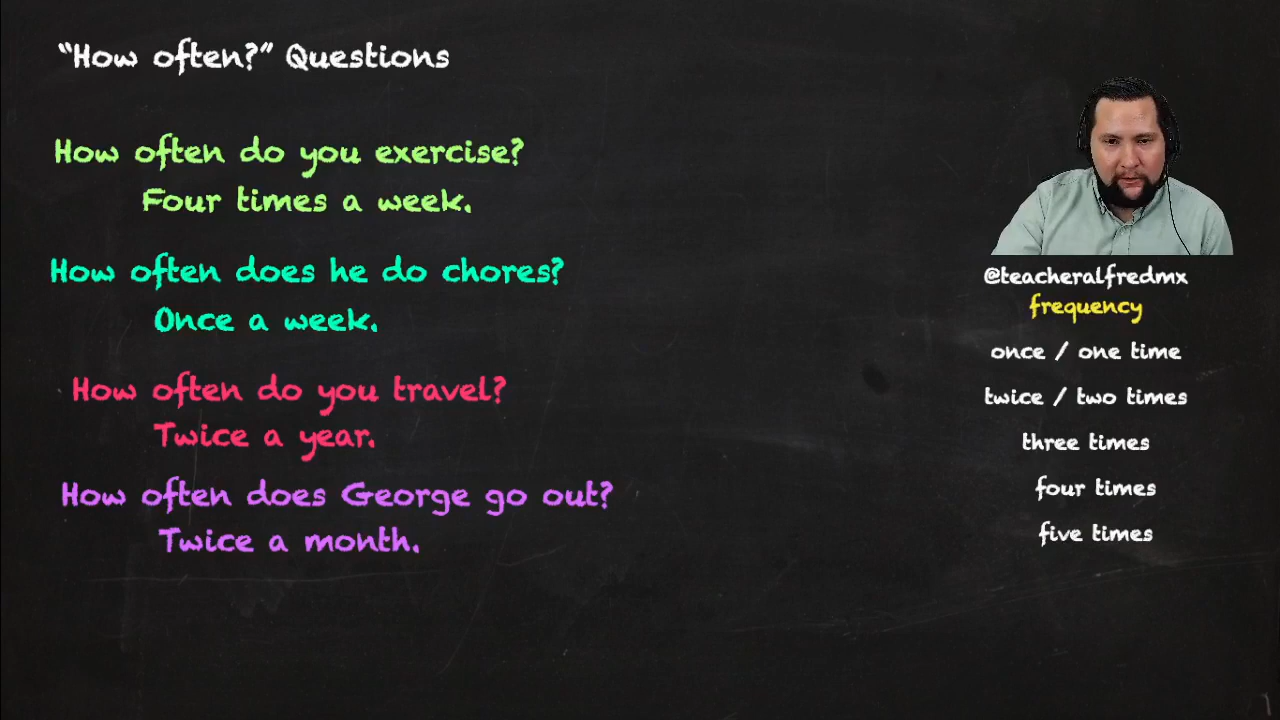 “How often?” Questions
How often do you exercise?
Four times a week.
How often does he do chores?
Once a week.
How often do you travel?
Twice a year.
How often does George go out?
Twice a month.
@teacheralfredmx
frequency
once / one time
twice / two times
three times
four times
five times